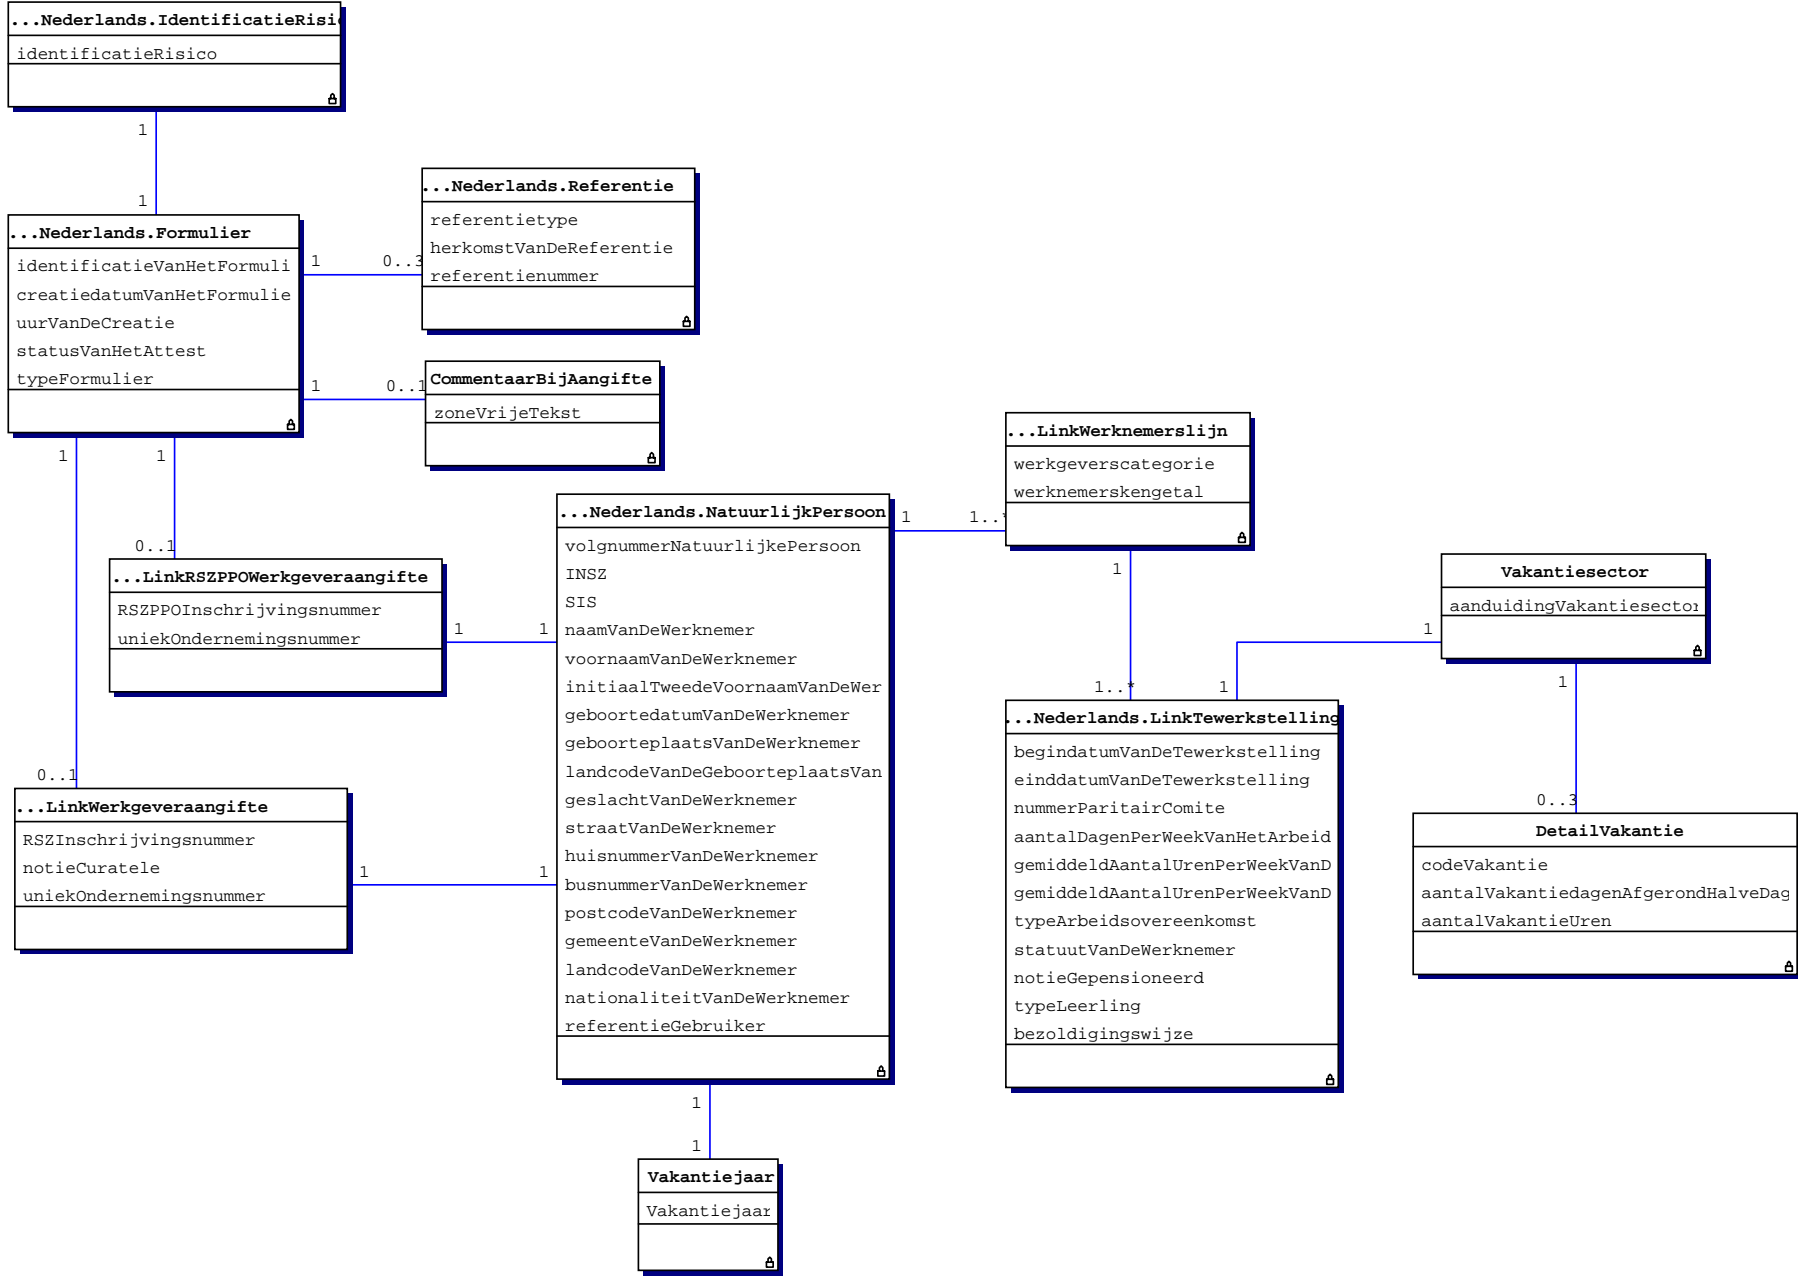 ...Nederlands.IdentificatieRisi
identificatieRisico
1
1
...Nederlands.Formulier
identificatieVanHetFormuli
creatiedatumVanHetFormulie
uurVanDeCreatie
statusVanHetAttest
typeFormulier
1
0..3
...Nederlands.Referentie
referentietype
herkomstVanDeReferentie
referentienummer
1
0..1
CommentaarBijAangifte
zoneVrijeTekst
1
1
0..1
...LinkRSZPPOWerkgeveraangifte
RSZPPOInschrijvingsnummer
uniekOndernemingsnummer
1
1
0..1
...LinkWerkgeveraangifte
RSZInschrijvingsnummer
notieCuratele
uniekOndernemingsnummer
1
1
...Nederlands.NatuurlijkPersoon
volgnummerNatuurlijkePersoon
INSZ
SIS
naamVanDeWerknemer
voornaamVanDeWerknemer
initiaalTweedeVoornaamVanDeWer
geboortedatumVanDeWerknemer
geboorteplaatsVanDeWerknemer
landcodeVanDeGeboorteplaatsVan
geslachtVanDeWerknemer
straatVanDeWerknemer
huisnummerVanDeWerknemer
busnummerVanDeWerknemer
postcodeVanDeWerknemer
gemeenteVanDeWerknemer
landcodeVanDeWerknemer
nationaliteitVanDeWerknemer
referentieGebruiker
1
1
Vakantiejaar
Vakantiejaar
1
1..*
...LinkWerknemerslijn
werkgeverscategorie
werknemerskengetal
1
1..*
1
1
...Nederlands.LinkTewerkstelling
begindatumVanDeTewerkstelling
einddatumVanDeTewerkstelling
nummerParitairComite
aantalDagenPerWeekVanHetArbeid
gemiddeldAantalUrenPerWeekVanD
gemiddeldAantalUrenPerWeekVanD
typeArbeidsovereenkomst
statuutVanDeWerknemer
notieGepensioneerd
typeLeerling
bezoldigingswijze
Vakantiesector
aanduidingVakantiesector
1
0..3
DetailVakantie
codeVakantie
aantalVakantiedagenAfgerondHalveDag
aantalVakantieUren